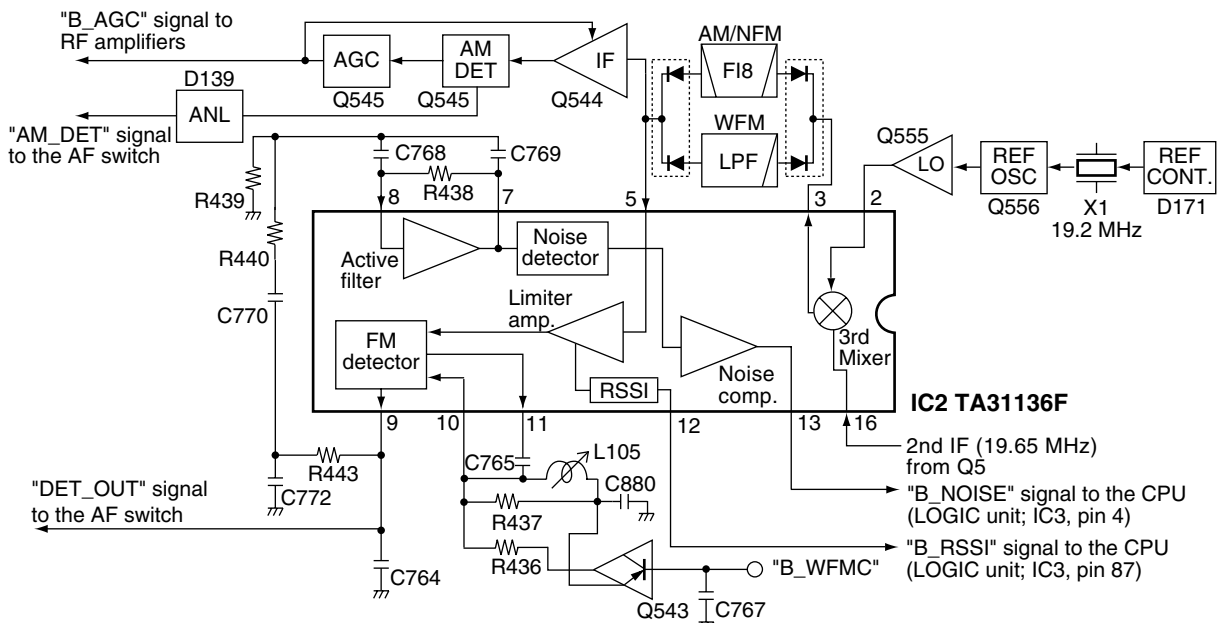 "B_AGC" signal to
RF amplifiers
AGC
Q545
AM
DET
Q545
IF
Q544
AM/NFM
FI8
WFM
LPF
D139
ANL
"AM_DET" signal
to the AF switch
Q555
LO
REF
OSC
Q556
X1
19.2 MHz
REF
CONT.
D171
C768
C769
R438
R439
R440
C770
8
7
5
3
2
Active
filter
Noise
detector
Limiter
amp.
FM
detector
RSSI
Noise
comp.
3rd
Mixer
IC2 TA31136F
9
10
11
12
13
16
R443
C772
"DET_OUT" signal
to the AF switch
C764
C765
L105
C880
R437
R436
Q543
C767
"B_WFMC"
2nd IF (19.65 MHz)
from Q5
"B_NOISE" signal to the CPU
(LOGIC unit; IC3, pin 4)
"B_RSSI" signal to the CPU
(LOGIC unit; IC3, pin 87)